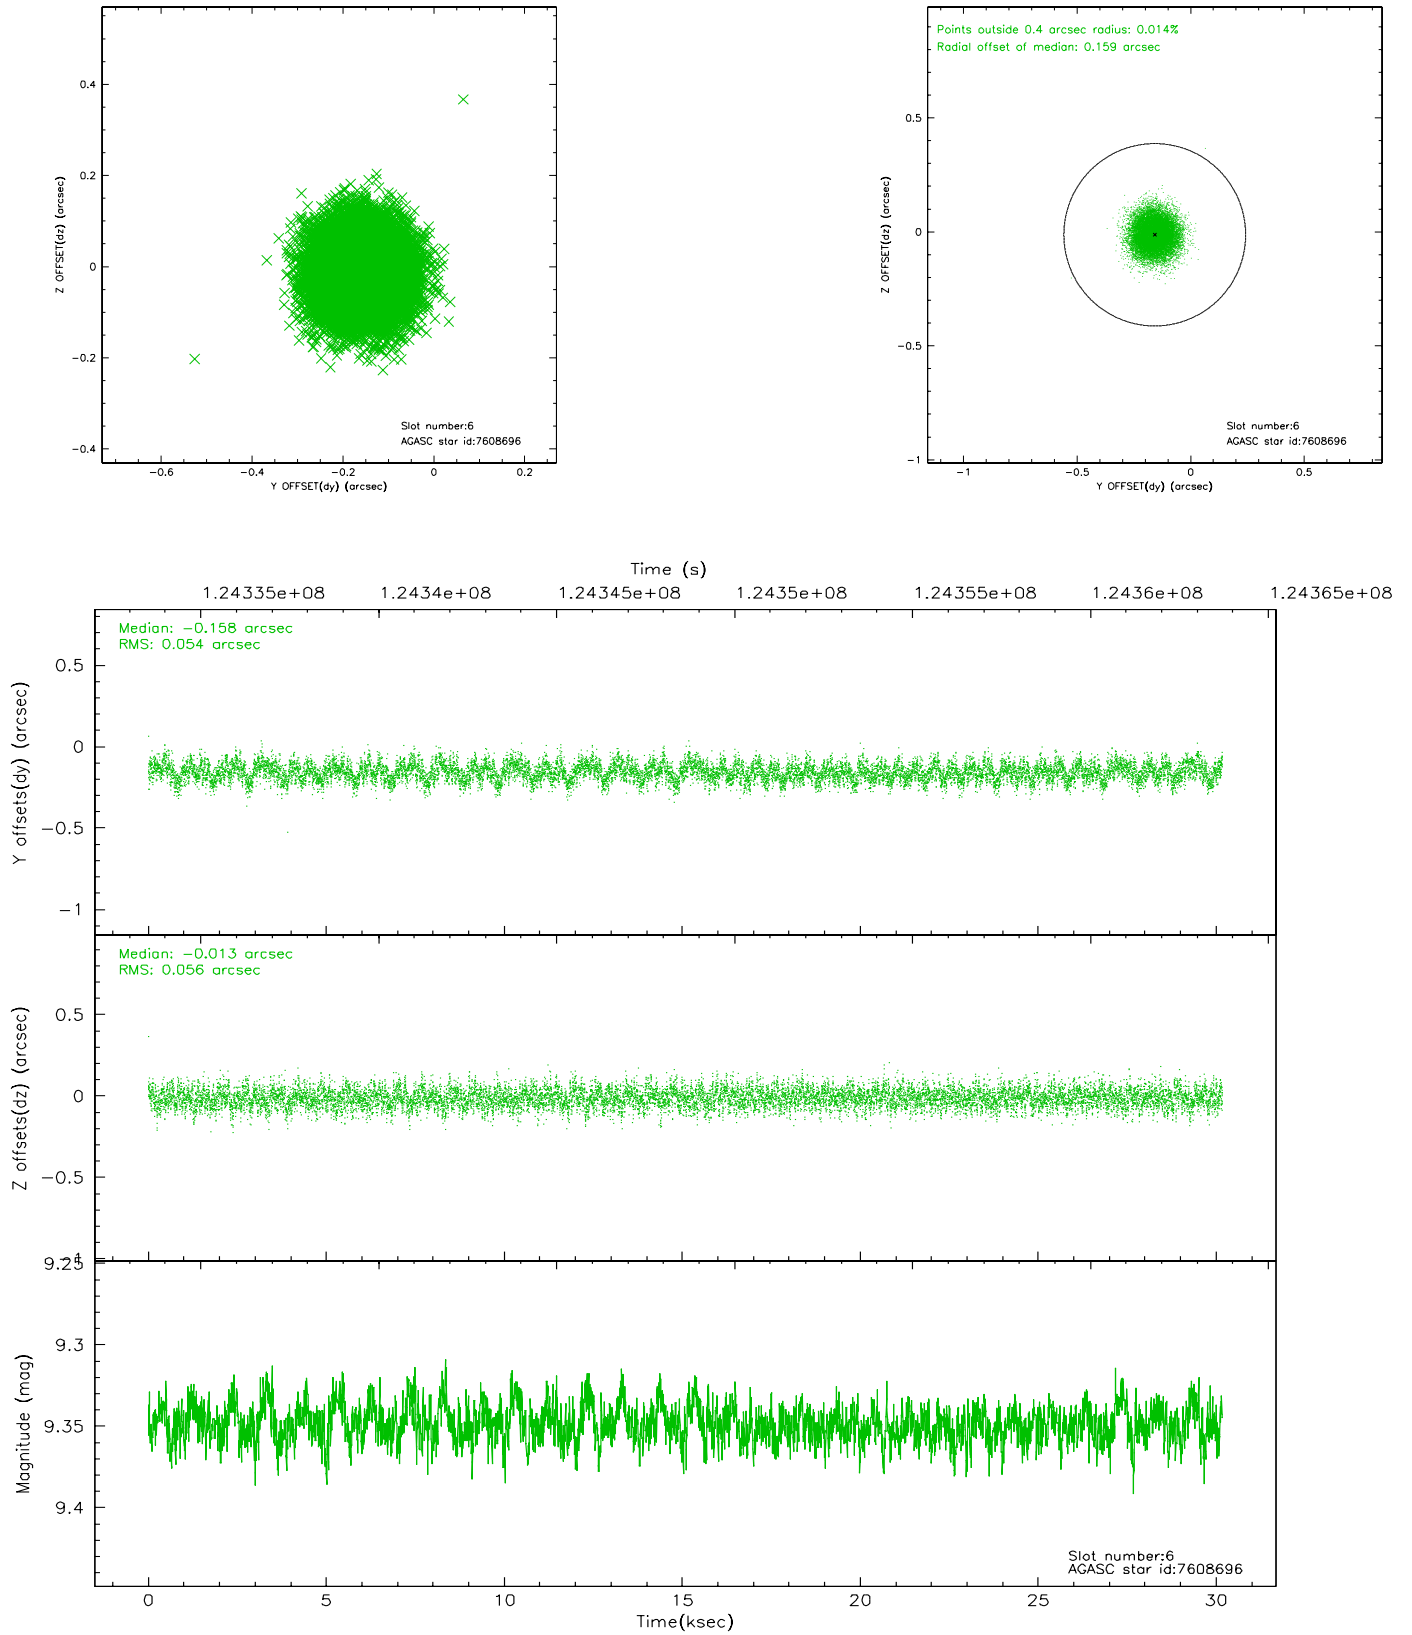 0.4
0.2
0
−0.2
−0.4
Z OFFSET(dz) (arcsec)
Slot number:6
AGASC star id:7608696
−0.6 −0.4 −0.2 0 0.2
Y OFFSET(dy) (arcsec)
Points outside 0.4 arcsec radius: 0.014%
Radial offset of median: 0.159 arcsec
0.5
0
−0.5
−1
Z OFFSET(dz) (arcsec)
Slot number:6
AGASC star id:7608696
−1 −0.5 0 0.5
Y OFFSET(dy) (arcsec)
Time (s)
1.24335e+08 1.2434e+08 1.24345e+08 1.2435e+08 1.24355e+08 1.2436e+08 1.24365e+08
Median: −0.158 arcsec
RMS: 0.054 arcsec
0.5
0
−0.5
−1
Y offsets(dy) (arcsec)
Median: −0.013 arcsec
RMS: 0.056 arcsec
0.5
0
−0.5
−1
Z offsets(dz) (arcsec)
9.25
9.3
9.35
9.4
Magnitude (mag)
Slot number:6
AGASC star id:7608696
0 5 10 15 20 25 30
Time(ksec)